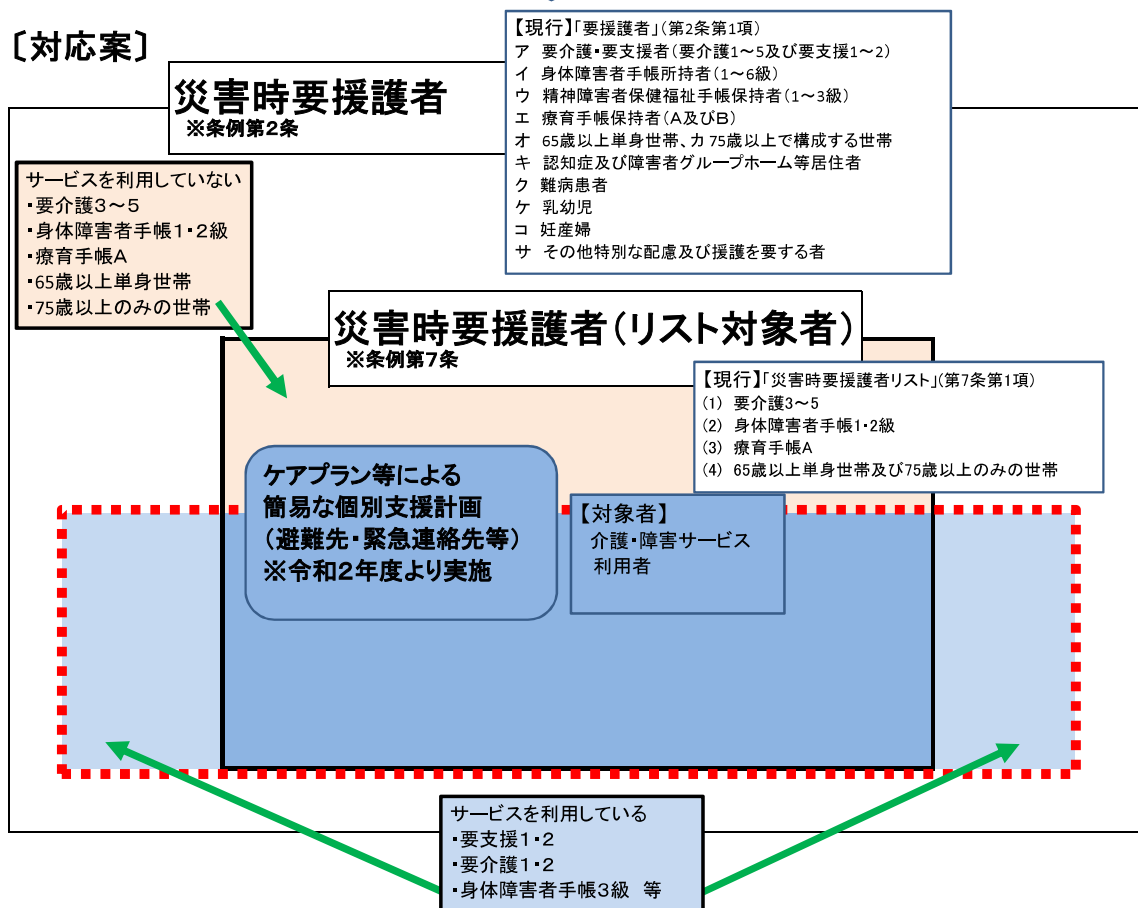 〔対応案〕
災害時要援護者
※条例第2条
【現行】「要援護者」(第2条第1項)
ア 要介護・要支援者(要介護1～5及び要支援1～2)
イ 身体障害者手帳所持者(1～6級)
ウ 精神障害者保健福祉手帳保持者(1～3級)
エ 療育手帳保持者(A及びB)
オ 65歳以上単身世帯、カ 75歳以上で構成する世帯
キ 認知症及び障害者グループホーム等居住者
ク 難病患者
ケ 乳幼児
コ 妊産婦
サ その他特別な配慮及び援護を要する者
サービスを利用していない
・要介護3～5
・身体障害者手帳1・2級
・療育手帳A
・65歳以上単身世帯
・75歳以上のみの世帯
災害時要援護者(リスト対象者)
※条例第7条
【現行】「災害時要援護者リスト」(第7条第1項)
(1) 要介護3～5
(2) 身体障害者手帳1・2級
(3) 療育手帳A
(4) 65歳以上単身世帯及び75歳以上のみの世帯
ケアプラン等による
簡易な個別支援計画
(避難先・緊急連絡先等)
※令和2年度より実施
【対象者】
介護・障害サービス
利用者
サービスを利用している
・要支援1・2
・要介護1・2
・身体障害者手帳3級 等